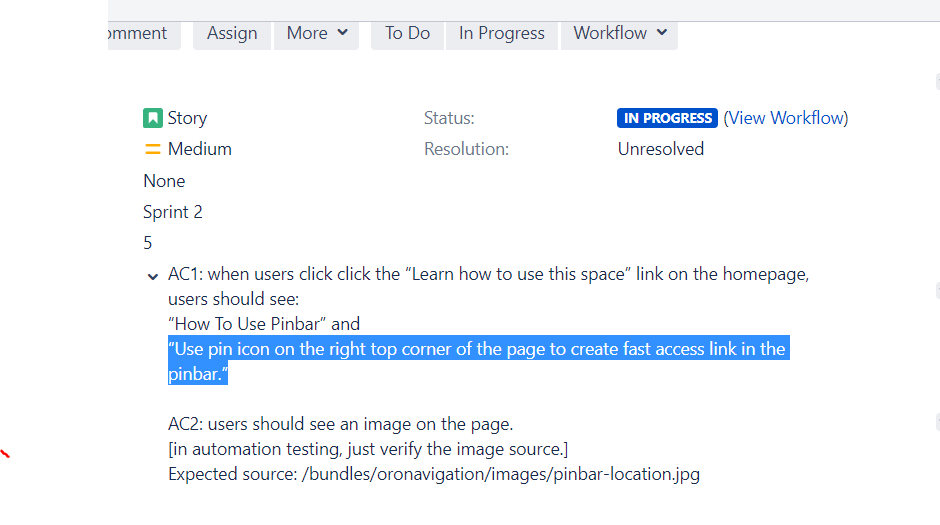 Assign More To Do In Progress Workflow
Story Status: IN PROGRESS (View Workflow)
Medium Resolution: Unresolved
None
Sprint 2
5
AC1: when users click click the “Learn how to use this space” link on the homepage,
users should see:
“How To Use Pinbar” and
“Use pin icon on the right top corner of the page to create fast access link in the
pinbar.”
AC2: users should see an image on the page.
[in automation testing, just verify the image source.]
Expected source: /bundles/oronavigation/images/pinbar-location.jpg